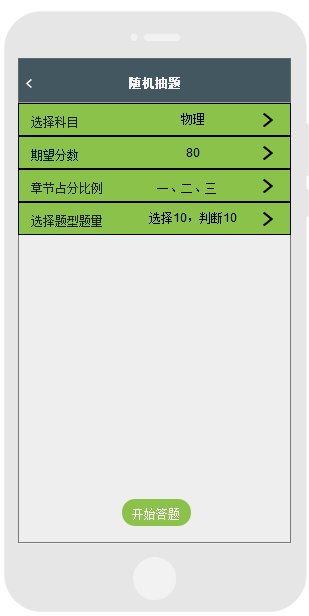 随机抽题
选择科目 物理
期望分数 80
章节占分比例 一、二、三
选择题型题量 选择10，判断10
开始答题